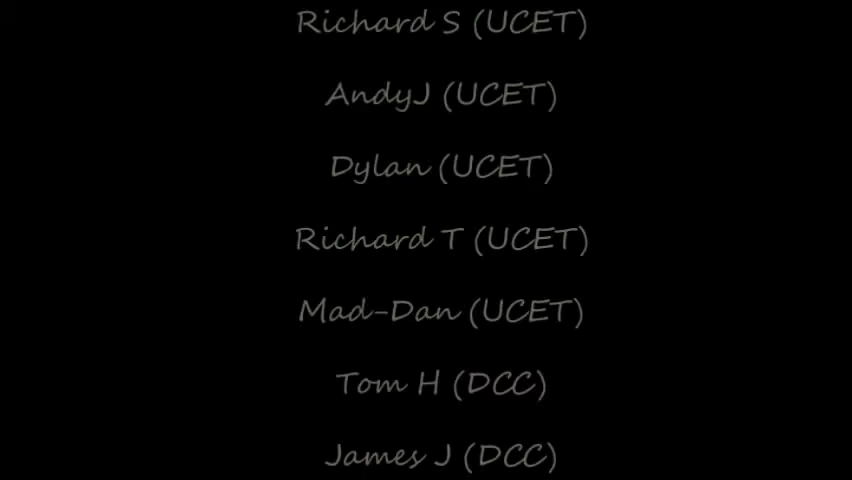 Richard S (UCET)
AndyJ (UCET)
Dylan (UCET)
Richard T (UCET)
Mad-Dan (UCET)
Tom H (DCC)
James J (DCC)